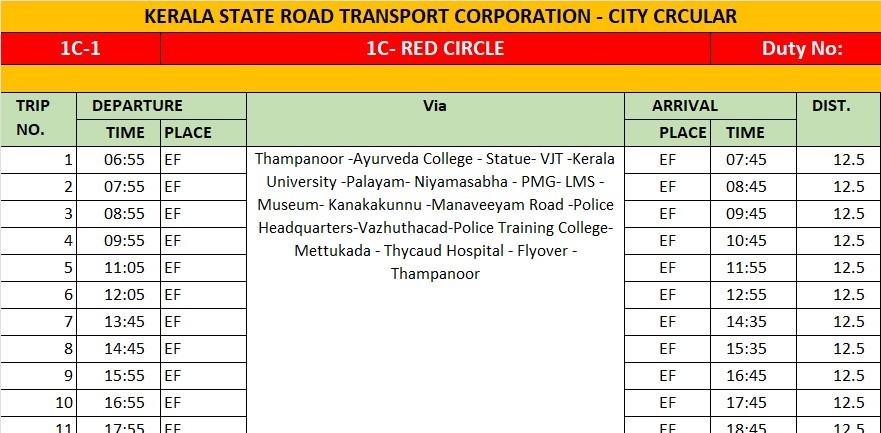 KERALA STATE ROAD TRANSPORT CORPORATION - CITY CRCULAR
1C-1 1C- RED CIRCLE Duty No:
TRIP NO. DEPARTURE Via ARRIVAL DIST.
TIME PLACE PLACE TIME
1 06:55 EF Thampanoor -Ayurveda College - Statue- VJT -Kerala EF 07:45 12.5
2 07:55 EF University -Palayam- Niyamasabha - PMG- LMS - EF 08:45 12.5
3 08:55 EF Museum- Kanakakunnu -Manaveeyam Road -Police EF 09:45 12.5
4 09:55 EF Headquarters-Vazhuthacad-Police Training College- EF 10:45 12.5
5 11:05 EF Mettukada - Thycaud Hospital - Flyover - EF 11:55 12.5
6 12:05 EF Thampanoor EF 12:55 12.5
7 13:45 EF EF 14:35 12.5
8 14:45 EF EF 15:35 12.5
9 15:55 EF EF 16:45 12.5
10 16:55 EF EF 17:45 12.5
11 17:55 EF EF 18:45 12.5